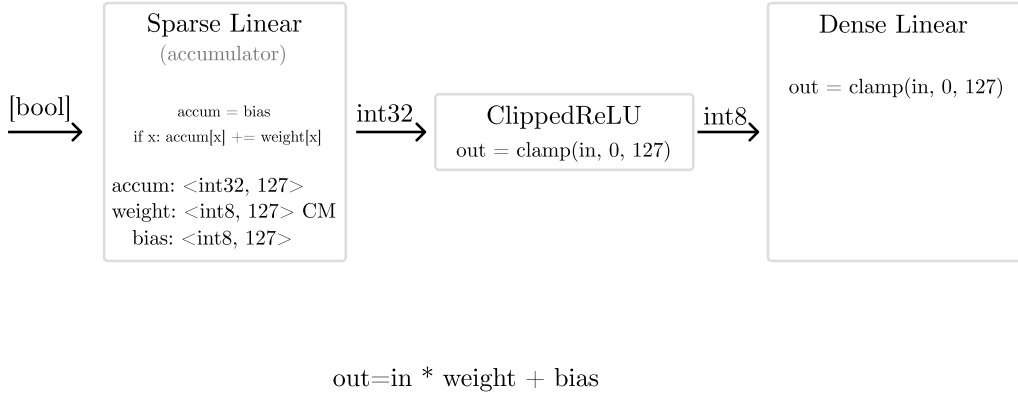 [bool]
Sparse Linear
(accumulator)
accum = bias
if x: accum[x] += weight[x]
accum: <int32, 127>
weight: <int8, 127> CM
bias: <int8, 127>
int32
ClippedReLU
out = clamp(in, 0, 127)
int8
Dense Linear
out = clamp(in, 0, 127)
out=in * weight + bias